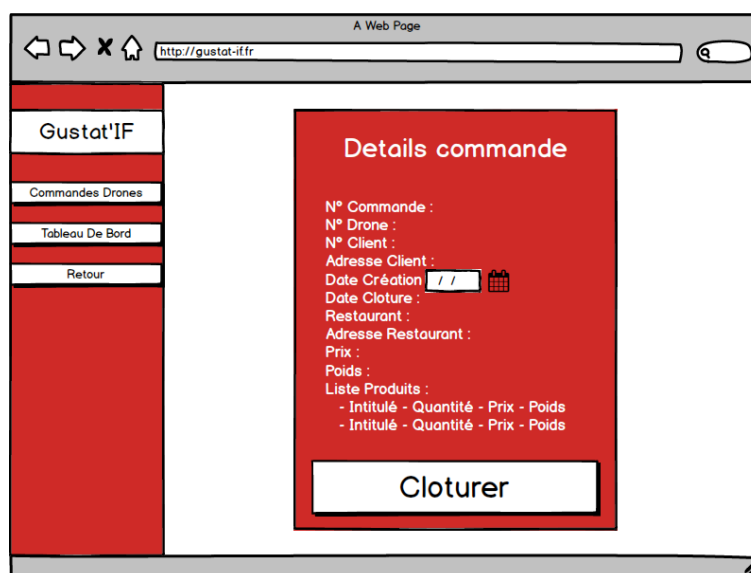 A Web Page
http://gustat-if.fr
Gustat'IF
Commandes Drones
Tableau De Bord
Retour
Details commande
N° Commande :
N° Drone :
N° Client :
Adresse Client :
Date Création / /
Date Cloture :
Restaurant :
Adresse Restaurant :
Prix :
Poids :
Liste Produits :
- Intitulé - Quantité - Prix - Poids
- Intitulé - Quantité - Prix - Poids
Cloturer